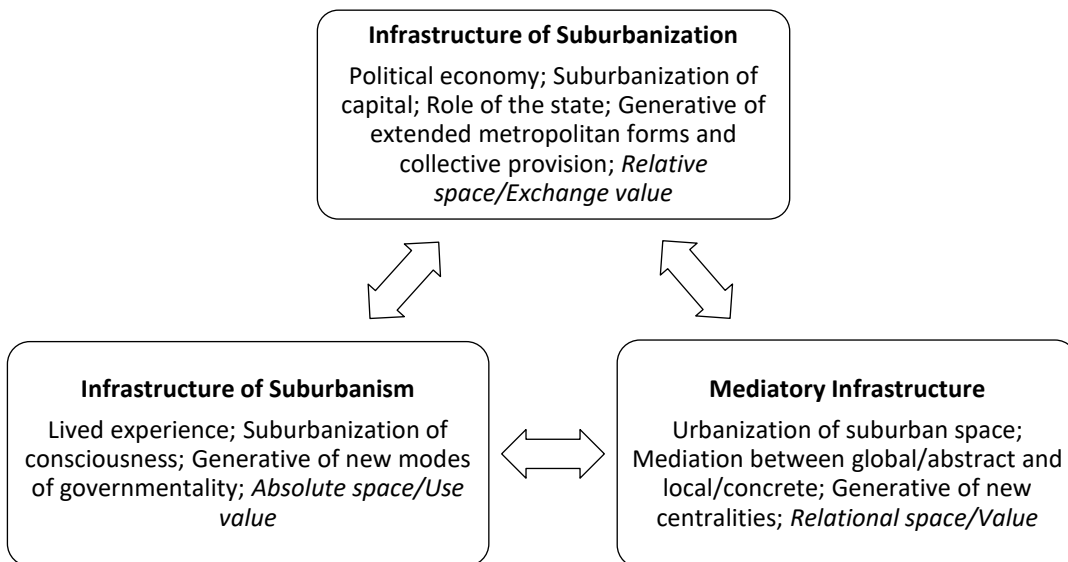 Infrastructure of Suburbanization
Political economy; Suburbanization of
capital; Role of the state; Generative of
extended metropolitan forms and
collective provision; Relative
space/Exchange value
Infrastructure of Suburbanism
Lived experience; Suburbanization of
consciousness; Generative of new modes
of governmentality; Absolute space/Use
value
Mediatory Infrastructure
Urbanization of suburban space;
Mediation between global/abstract and
local/concrete; Generative of new
centralities; Relational space/Value